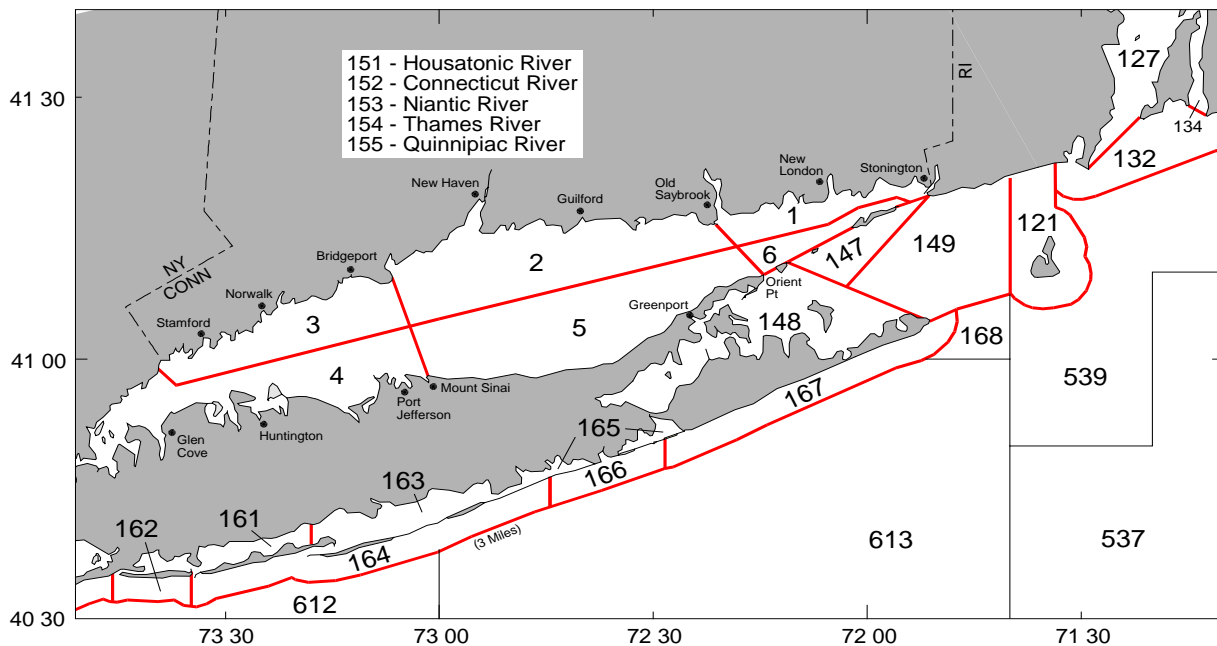 151 - Housatonic River
152 - Connecticut River
153 - Niantic River
154 - Thames River
155 - Quinnipiac River
41 30
41 00
40 30
73 30
73 00
72 30
72 00
71 30
RI
NY
CONN
127
134
132
New London
Stonington
Old Saybrook
New Haven
Guilford
Bridgeport
Norwalk
Stamford
1
2
3
4
5
6
147
149
121
Orient Pt
Greenport
148
168
539
Mount Sinai
Port Jefferson
Huntington
Glen Cove
167
165
166
163
161
162
164
(3 Miles)
612
613
537